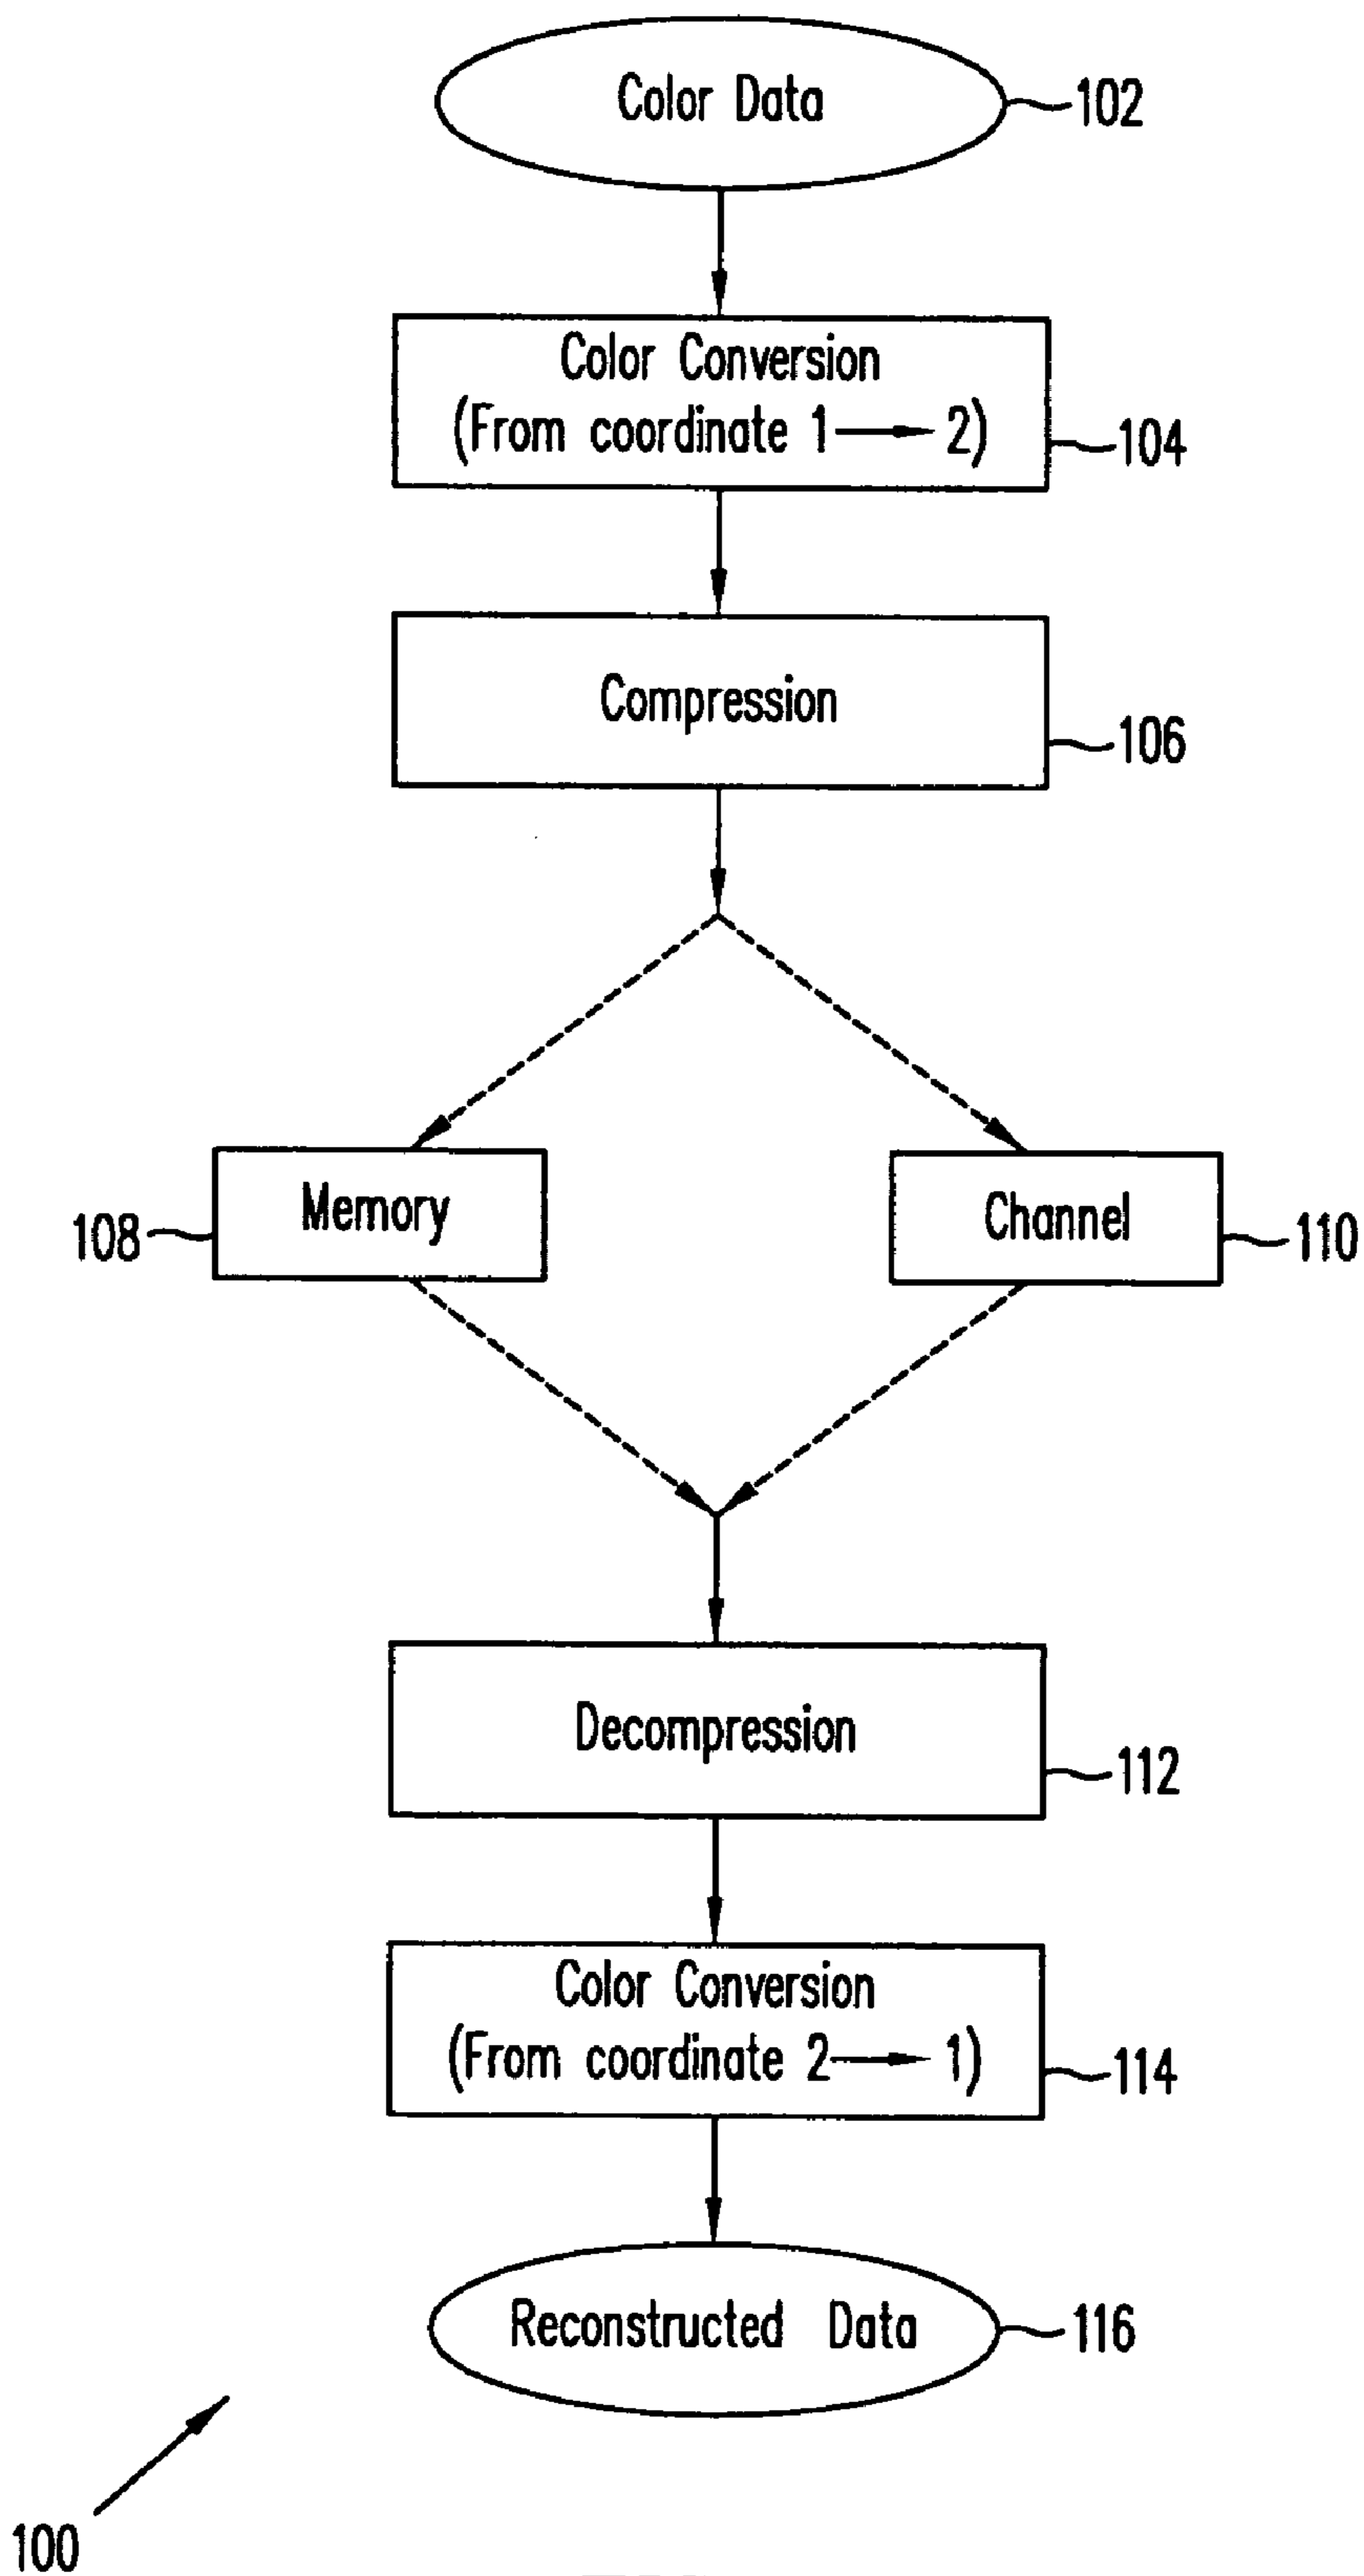 Color Data
102
Color Conversion
(From coordinate 1 → 2)
104
Compression
106
Memory
108
Channel
110
Decompression
112
Color Conversion
(From coordinate 2 → 1)
114
Reconstructed Data
116
100